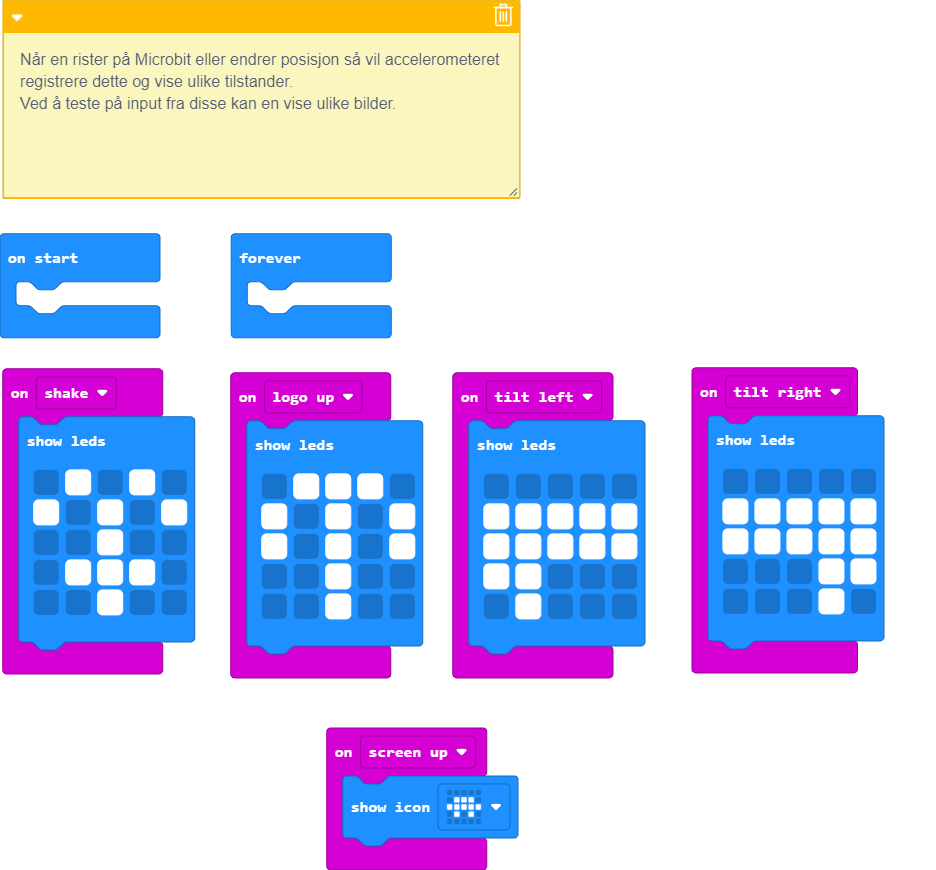 Når en rister på Microbit eller endrer posisjon så vil accelerometeret
registrere dette og vise ulike tilstander.
Ved å teste på input fra disse kan en vise ulike bilder.
on start
forever
on shake
show leds
on logo up
show leds
on tilt left
show leds
on tilt right
show leds
on screen up
show icon